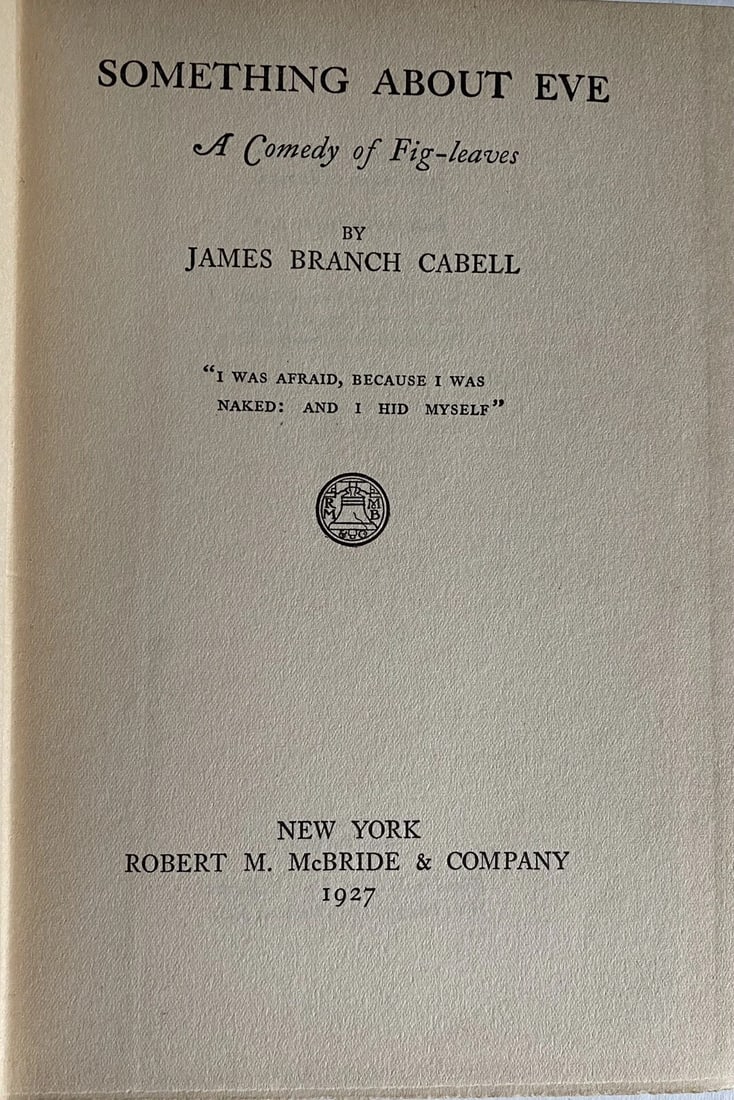 SOMETHING ABOUT EVE
A Comedy of Fig-leaves
BY
JAMES BRANCH CABELL
"I WAS AFRAID, BECAUSE I WAS
NAKED: AND I HID MYSELF"
R M
M B
& CO
NEW YORK
ROBERT M. McBRIDE & COMPANY
1927